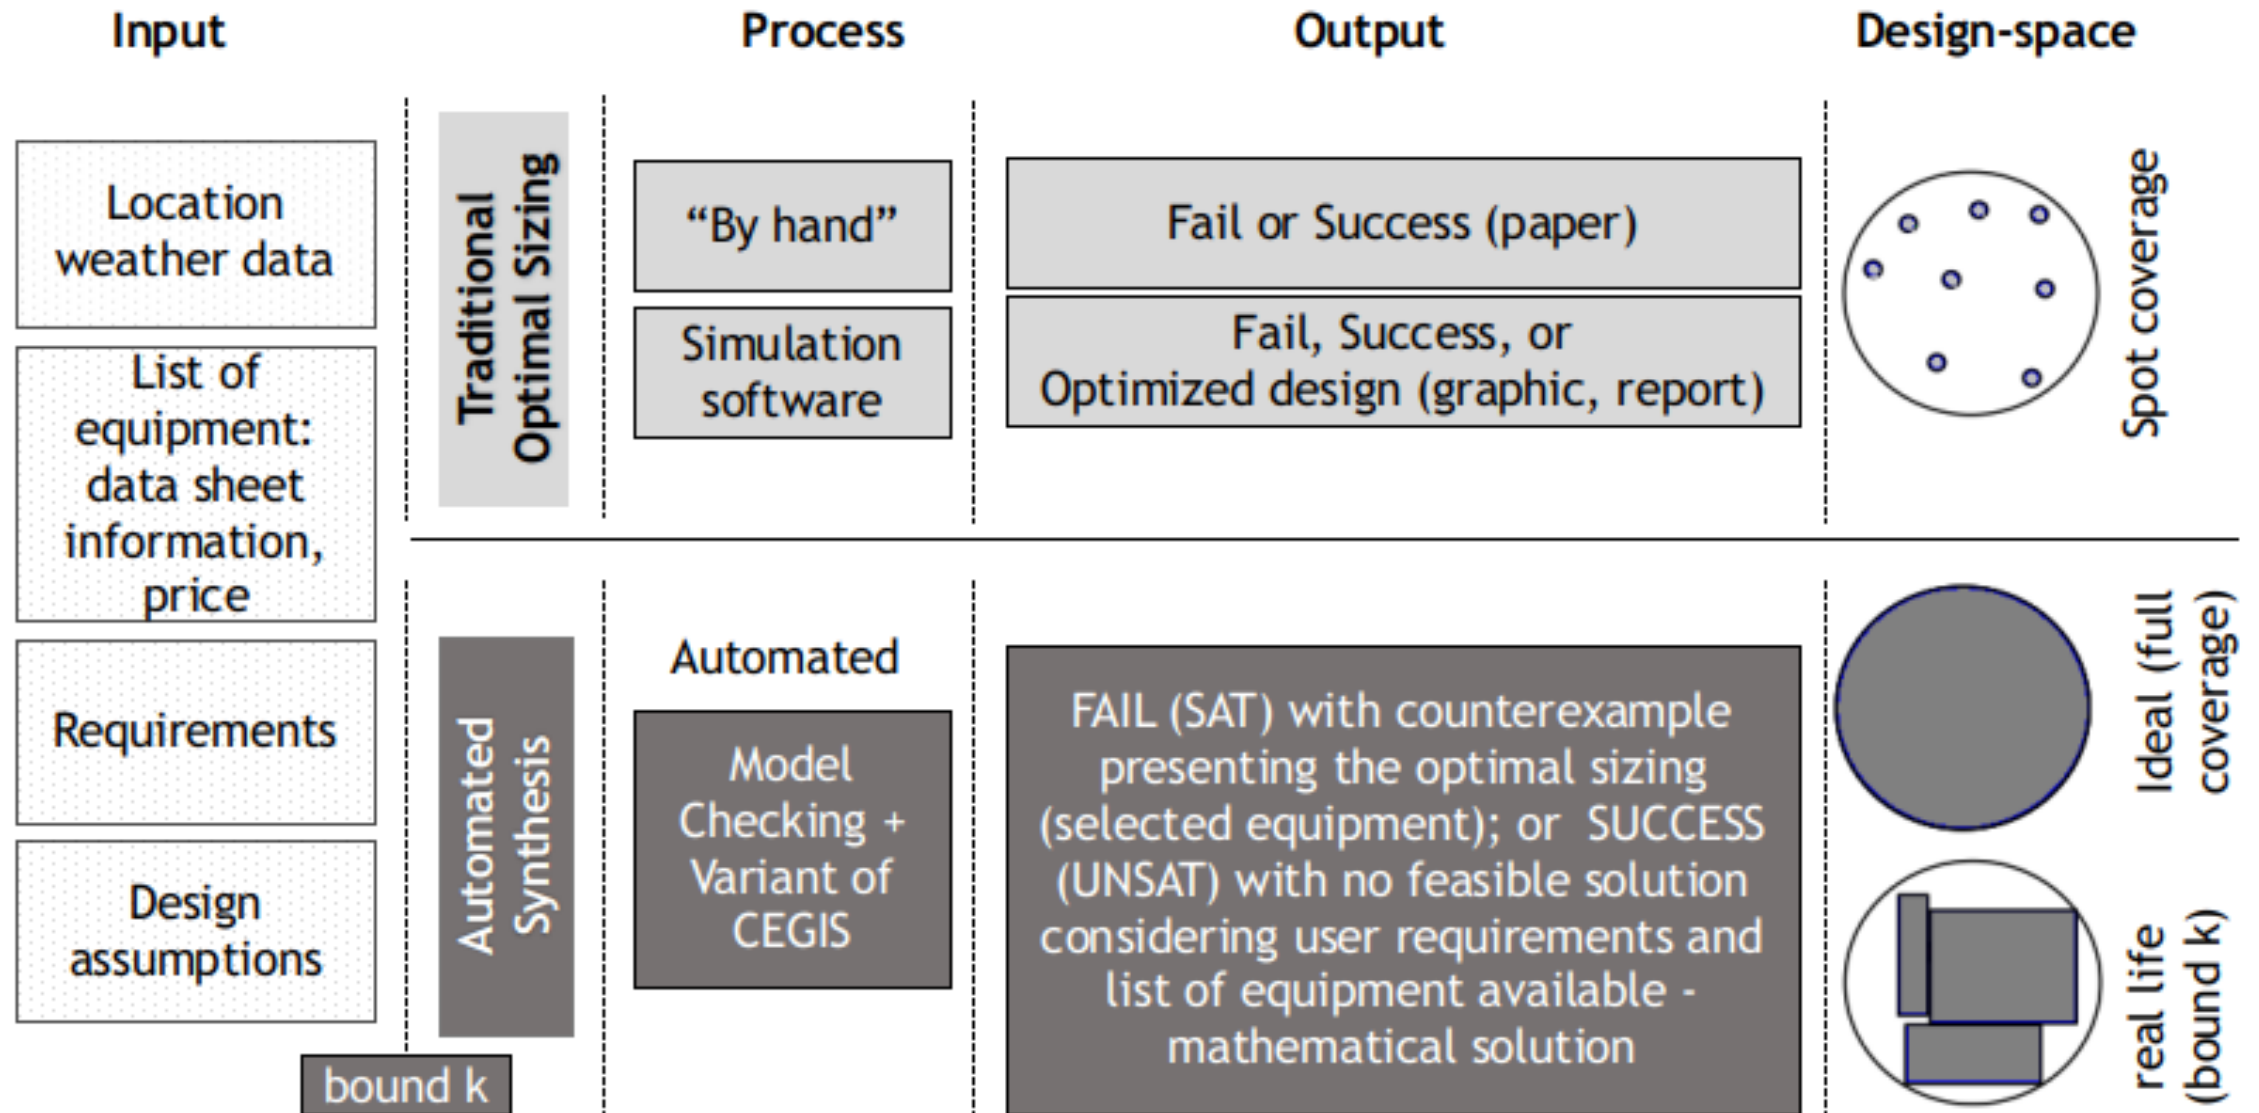 Input
Process
Output
Design-space
Location
weather data
List of
equipment:
data sheet
information,
price
Requirements
Design
assumptions
bound k
Traditional
Optimal Sizing
“By hand”
Simulation
software
Fail or Success (paper)
Fail, Success, or
Optimized design (graphic, report)
Spot coverage
Automated
Synthesis
Automated
Model
Checking +
Variant of
CEGIS
FAIL (SAT) with counterexample
presenting the optimal sizing
(selected equipment); or SUCCESS
(UNSAT) with no feasible solution
considering user requirements and
list of equipment available -
mathematical solution
Ideal (full
coverage)
real life
(bound k)